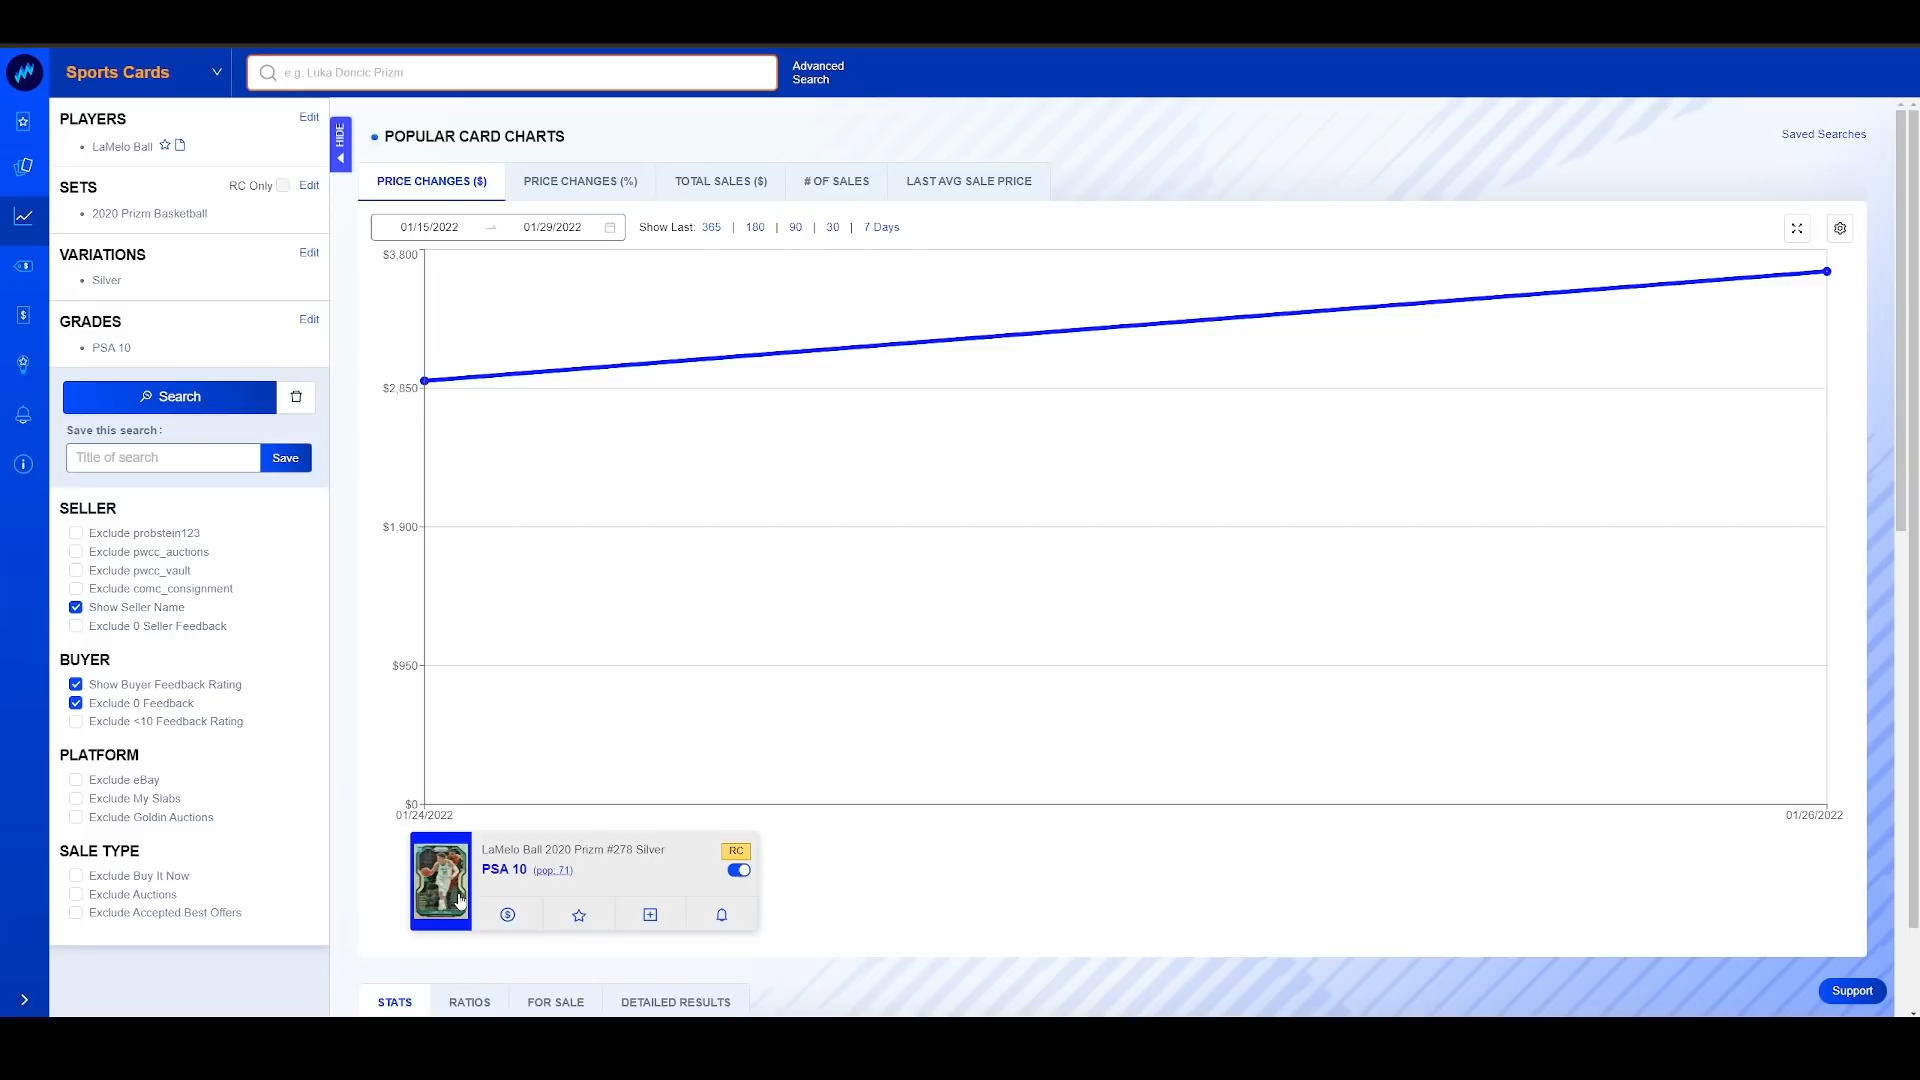 Sports Cards
e.g. Luka Doncic Prizm
Advanced
Search
PLAYERS
Edit
LaMelo Ball
SETS
RC Only
Edit
2020 Prizm Basketball
VARIATIONS
Edit
Silver
GRADES
Edit
PSA 10
Search
Save this search:
Title of search
Save
SELLER
Exclude probstein123
Exclude pwcc_auctions
Exclude pwcc_vault
Exclude comc_consignment
Show Seller Name
Exclude 0 Seller Feedback
BUYER
Show Buyer Feedback Rating
Exclude 0 Feedback
Exclude <10 Feedback Rating
PLATFORM
Exclude eBay
Exclude My Slabs
Exclude Goldin Auctions
SALE TYPE
Exclude Buy It Now
Exclude Auctions
Exclude Accepted Best Offers
HIDE
POPULAR CARD CHARTS
Saved Searches
PRICE CHANGES ($)
PRICE CHANGES (%)
TOTAL SALES ($)
# OF SALES
LAST AVG SALE PRICE
01/15/2022
01/29/2022
Show Last: 365 | 180 | 90 | 30 | 7 Days
$3,800
$2,850
$1,900
$950
$0
01/24/2022
01/26/2022
LaMelo Ball 2020 Prizm #278 Silver
RC
PSA 10 (pop: 71)
STATS
RATIOS
FOR SALE
DETAILED RESULTS
Support